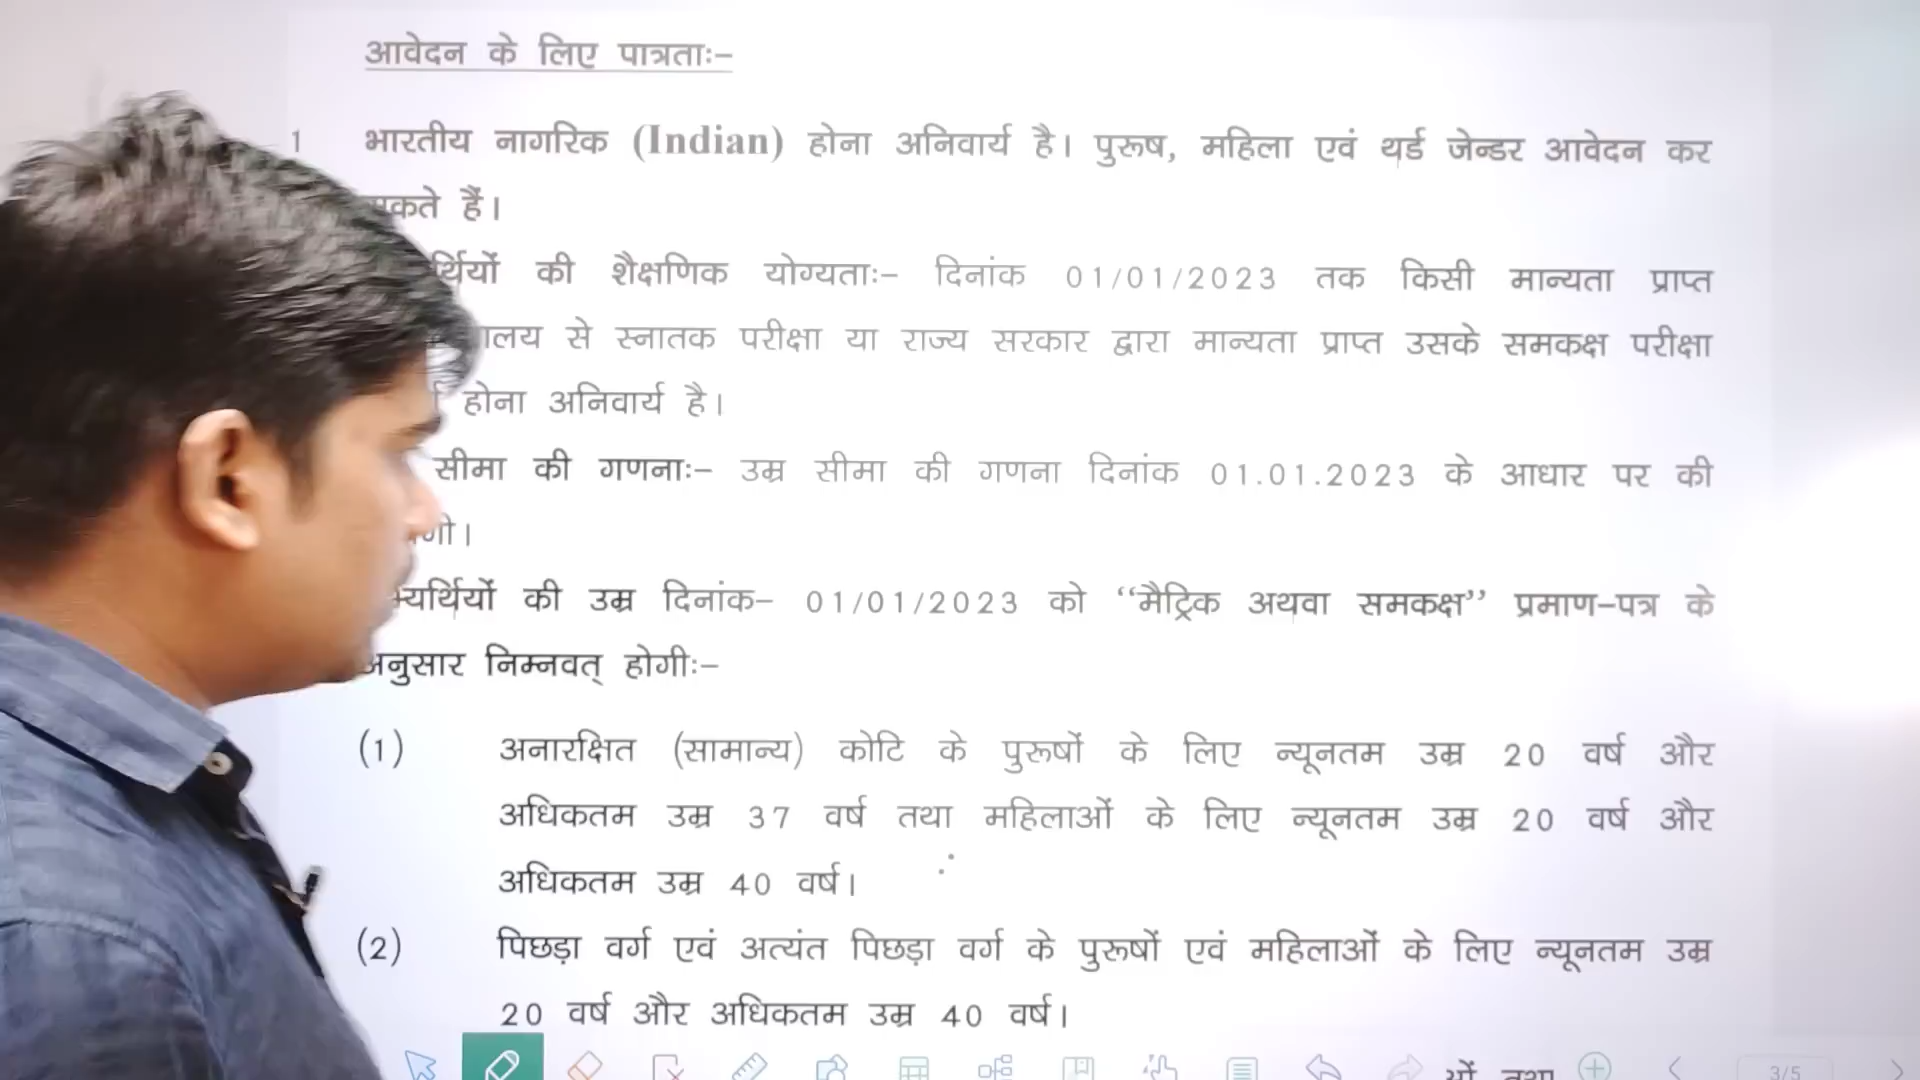 आवेदन के लिए पात्रताः–
1 भारतीय नागरिक (Indian) होना अनिवार्य है। पुरूष, महिला एवं थर्ड जेन्डर आवेदन कर
हैं।
की शैक्षणिक योग्यताः– दिनांक 01/01/2023 तक किसी मान्यता प्राप्त
से स्नातक परीक्षा या राज्य सरकार द्वारा मान्यता प्राप्त उसके समकक्ष परीक्षा
होना अनिवार्य है।
सीमा की गणनाः– उम्र सीमा की गणना दिनांक 01.01.2023 के आधार पर की
की उम्र दिनांक– 01/01/2023 को “मैट्रिक अथवा समकक्ष” प्रमाण–पत्र के
अनुसार निम्नवत् होगीः–
(1) अनारक्षित (सामान्य) कोटि के पुरूषों के लिए न्यूनतम उम्र 20 वर्ष और
अधिकतम उम्र 37 वर्ष तथा महिलाओं के लिए न्यूनतम उम्र 20 वर्ष और
अधिकतम उम्र 40 वर्ष।
(2) पिछड़ा वर्ग एवं अत्यंत पिछड़ा वर्ग के पुरूषों एवं महिलाओं के लिए न्यूनतम उम्र
20 वर्ष और अधिकतम उम्र 40 वर्ष।
3/5